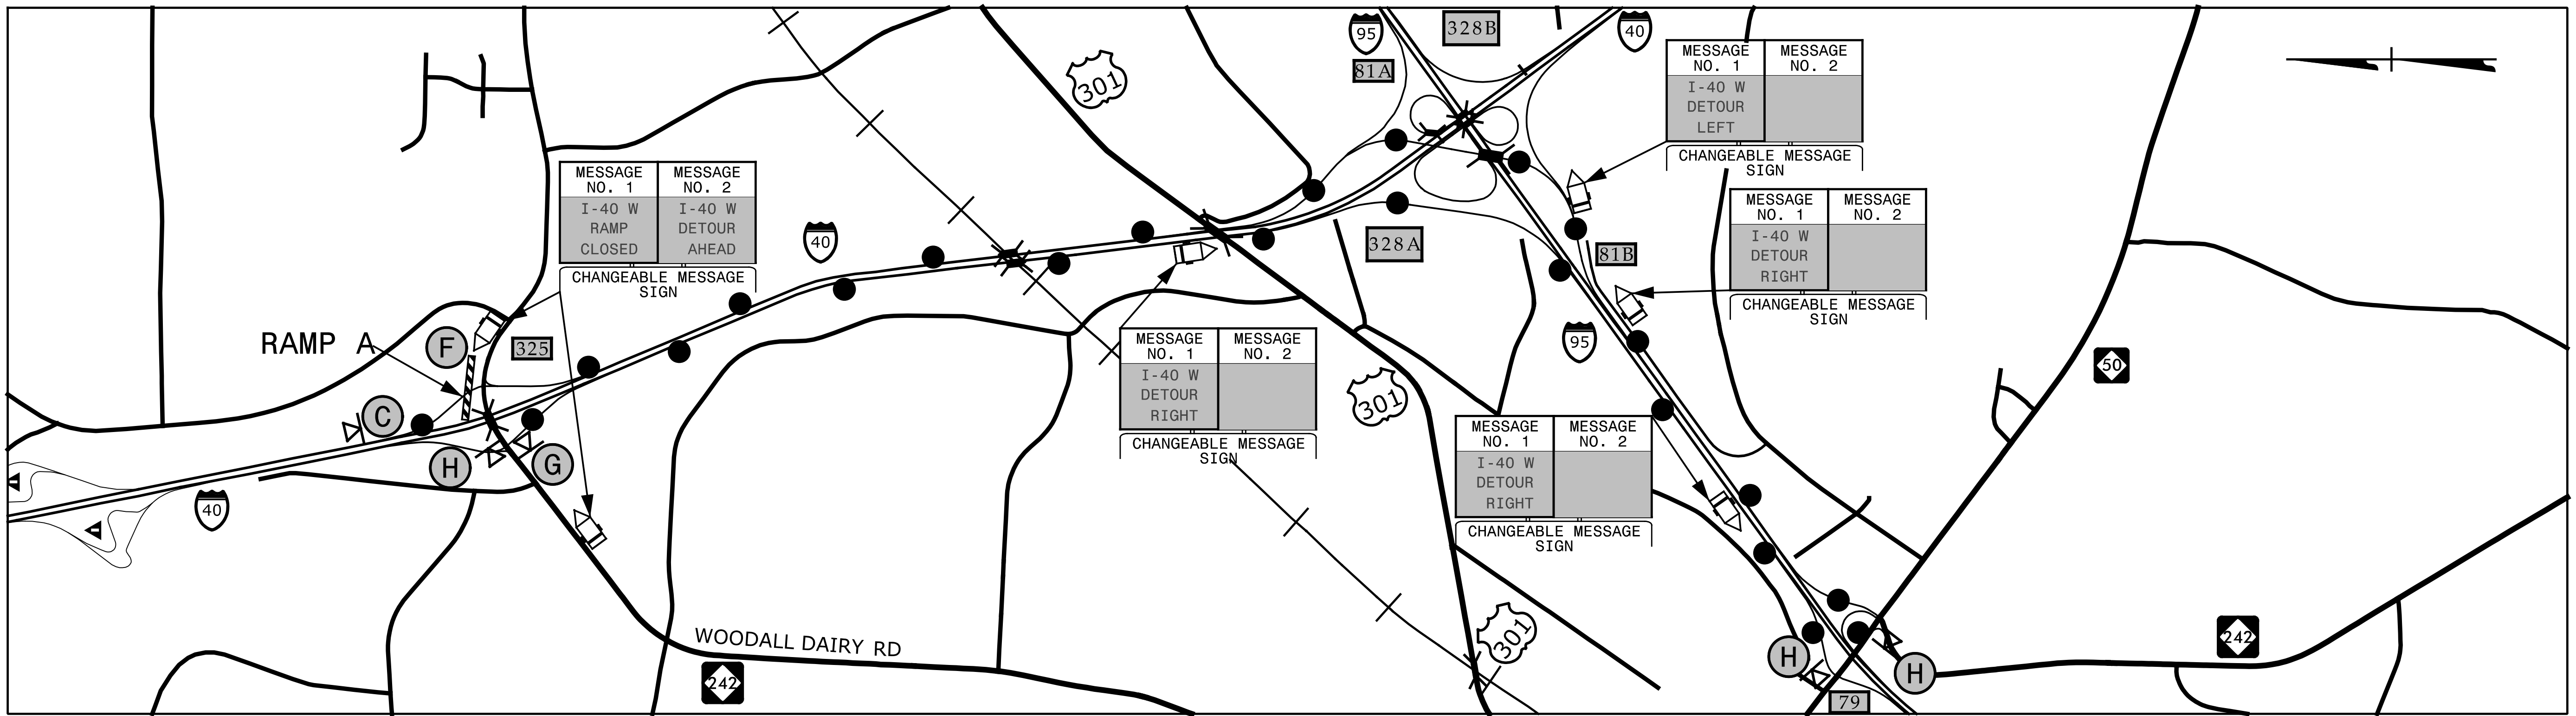 95
328B
40
81A
301
MESSAGE NO. 1
MESSAGE NO. 2
I-40 W
DETOUR
LEFT
CHANGEABLE MESSAGE
SIGN
MESSAGE NO. 1
MESSAGE NO. 2
I-40 W
RAMP
CLOSED
I-40 W
DETOUR
AHEAD
CHANGEABLE MESSAGE
SIGN
MESSAGE NO. 1
MESSAGE NO. 2
I-40 W
DETOUR
RIGHT
CHANGEABLE MESSAGE
SIGN
40
328A
81B
RAMP A
F
325
MESSAGE NO. 1
MESSAGE NO. 2
I-40 W
DETOUR
RIGHT
CHANGEABLE MESSAGE
SIGN
95
50
301
C
H
G
MESSAGE NO. 1
MESSAGE NO. 2
I-40 W
DETOUR
RIGHT
CHANGEABLE MESSAGE
SIGN
40
WOODALL DAIRY RD
242
301
H
H
242
79